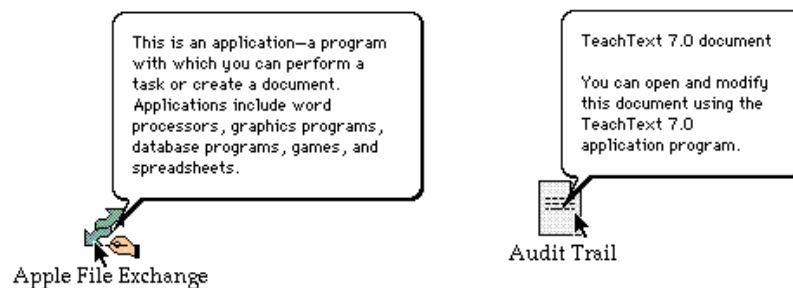 This is an application—a program
with which you can perform a
task or create a document.
Applications include word
processors, graphics programs,
database programs, games, and
spreadsheets.
Apple File Exchange
TeachText 7.0 document
You can open and modify
this document using the
TeachText 7.0
application program.
Audit Trail